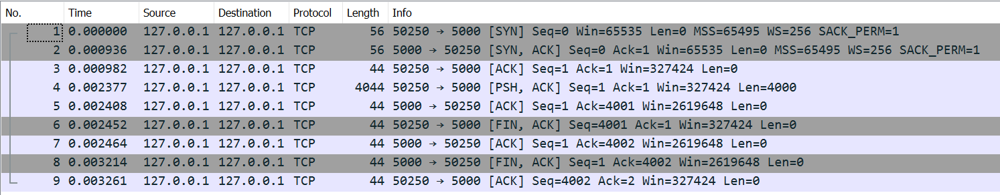 No. Time Source Destination Protocol Length Info
1 0.000000 127.0.0.1 127.0.0.1 TCP 56 50250 → 5000 [SYN] Seq=0 Win=65535 Len=0 MSS=65495 WS=256 SACK_PERM=1
2 0.000936 127.0.0.1 127.0.0.1 TCP 56 5000 → 50250 [SYN, ACK] Seq=0 Ack=1 Win=65535 Len=0 MSS=65495 WS=256 SACK_PERM=1
3 0.000982 127.0.0.1 127.0.0.1 TCP 44 50250 → 5000 [ACK] Seq=1 Ack=1 Win=327424 Len=0
4 0.002377 127.0.0.1 127.0.0.1 TCP 4044 50250 → 5000 [PSH, ACK] Seq=1 Ack=1 Win=327424 Len=4000
5 0.002408 127.0.0.1 127.0.0.1 TCP 44 5000 → 50250 [ACK] Seq=1 Ack=4001 Win=2619648 Len=0
6 0.002452 127.0.0.1 127.0.0.1 TCP 44 50250 → 5000 [FIN, ACK] Seq=4001 Ack=1 Win=327424 Len=0
7 0.002464 127.0.0.1 127.0.0.1 TCP 44 5000 → 50250 [ACK] Seq=1 Ack=4002 Win=2619648 Len=0
8 0.003214 127.0.0.1 127.0.0.1 TCP 44 5000 → 50250 [FIN, ACK] Seq=1 Ack=4002 Win=2619648 Len=0
9 0.003261 127.0.0.1 127.0.0.1 TCP 44 50250 → 5000 [ACK] Seq=4002 Ack=2 Win=327424 Len=0